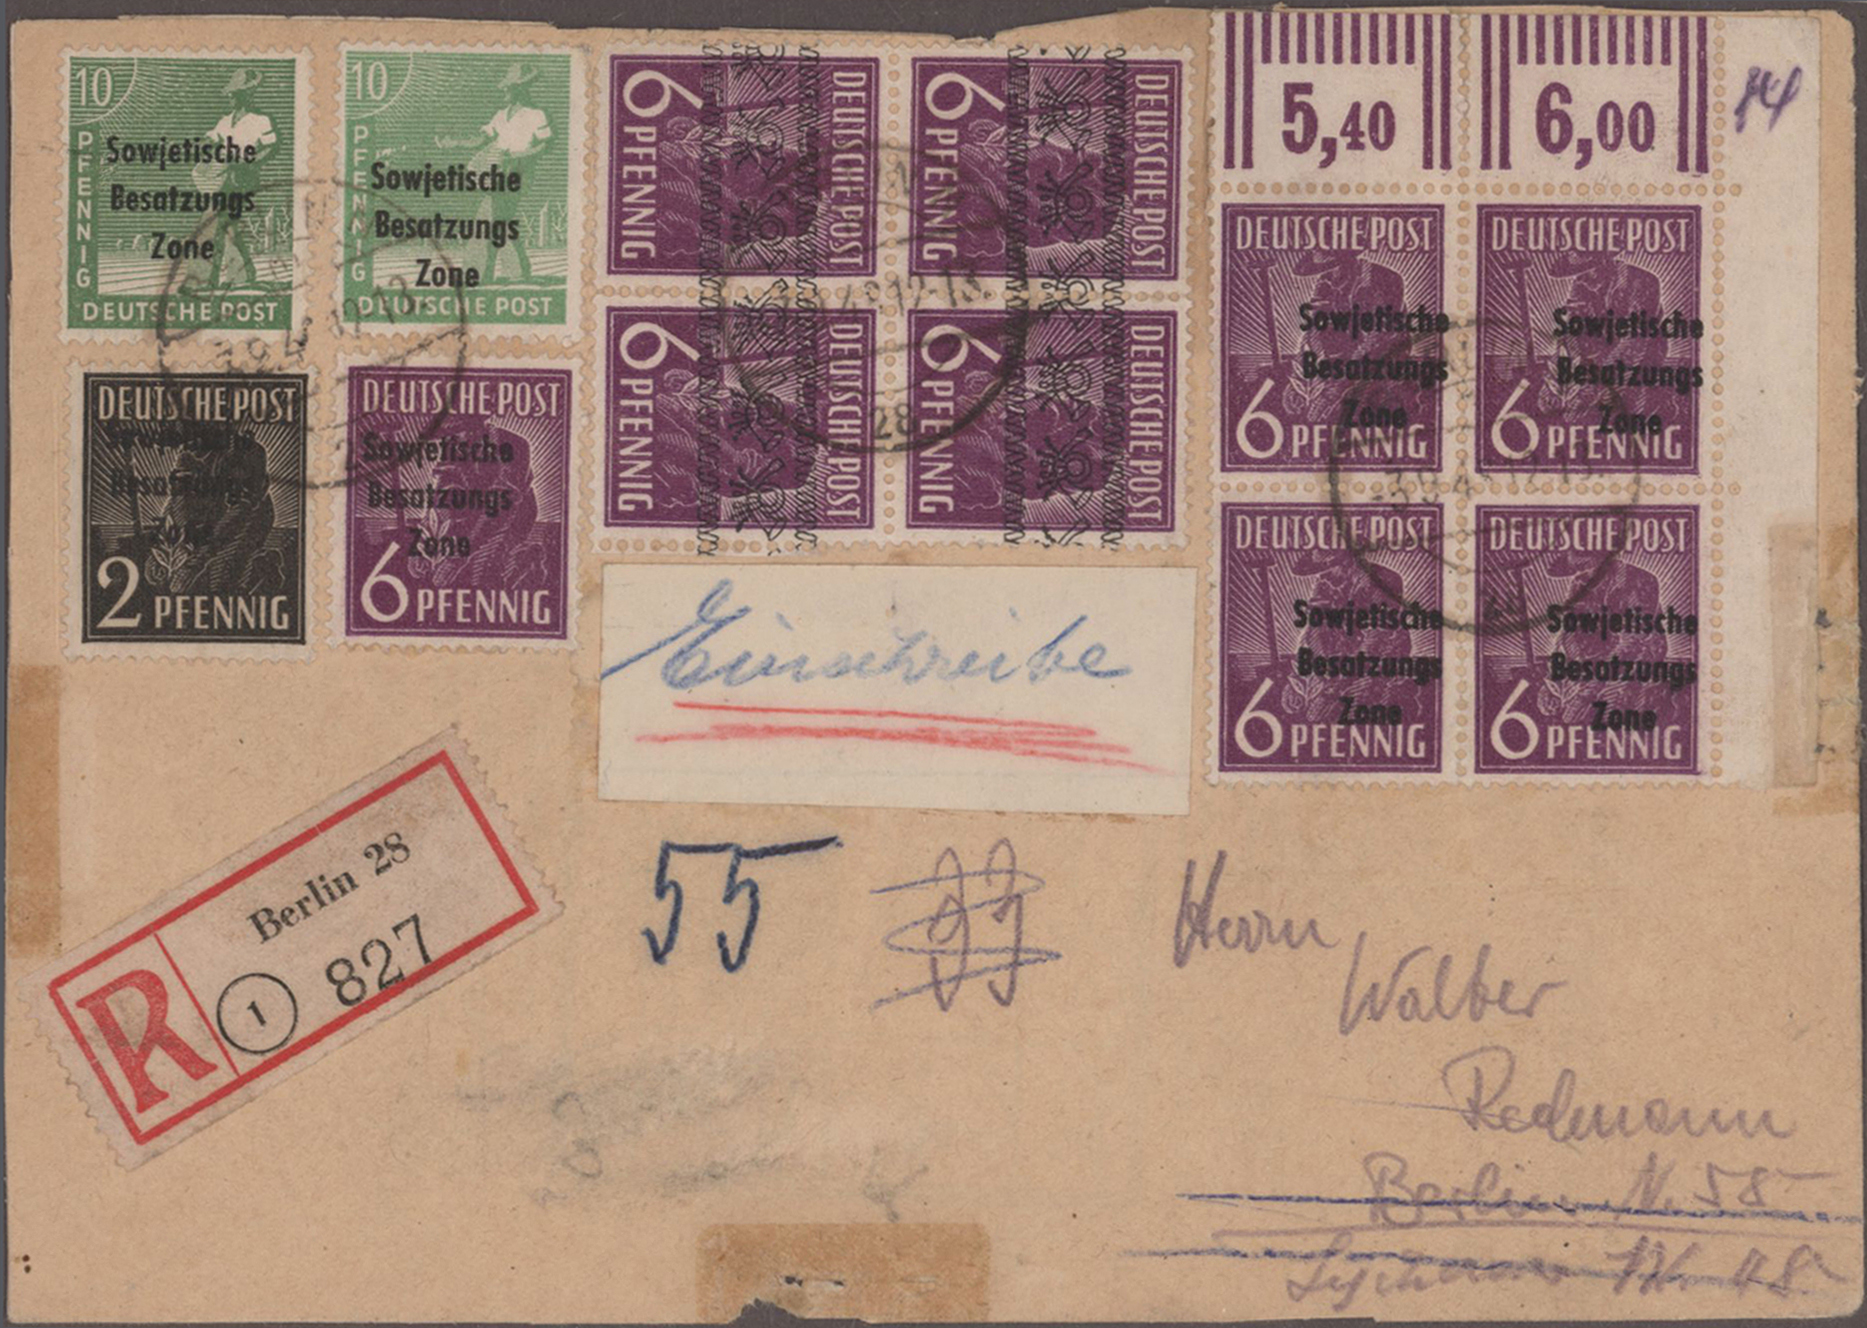 10
PFENNIG
Sowjetische
Besatzungs
Zone
DEUTSCHE POST
10
PFENNIG
Sowjetische
Besatzungs
Zone
DEUTSCHE POST
6 PFENNIG
DEUTSCHE POST
6 PFENNIG
DEUTSCHE POST
6 PFENNIG
DEUTSCHE POST
6 PFENNIG
DEUTSCHE POST
5,40
6,00
DEUTSCHE POST
Sowjetische
Besatzungs
Zone
6 PFENNIG
DEUTSCHE POST
Sowjetische
Besatzungs
Zone
6 PFENNIG
DEUTSCHE POST
Sowjetische
Besatzungs
Zone
6 PFENNIG
DEUTSCHE POST
Sowjetische
Besatzungs
Zone
6 PFENNIG
DEUTSCHE POST
Besatzungs
2 PFENNIG
DEUTSCHE POST
Sowjetische
Besatzungs
Zone
6 PFENNIG
28
Einschreibe
Berlin 28
R 1 827
55
Herrn
Walter
Redmann
Berlin N. 58